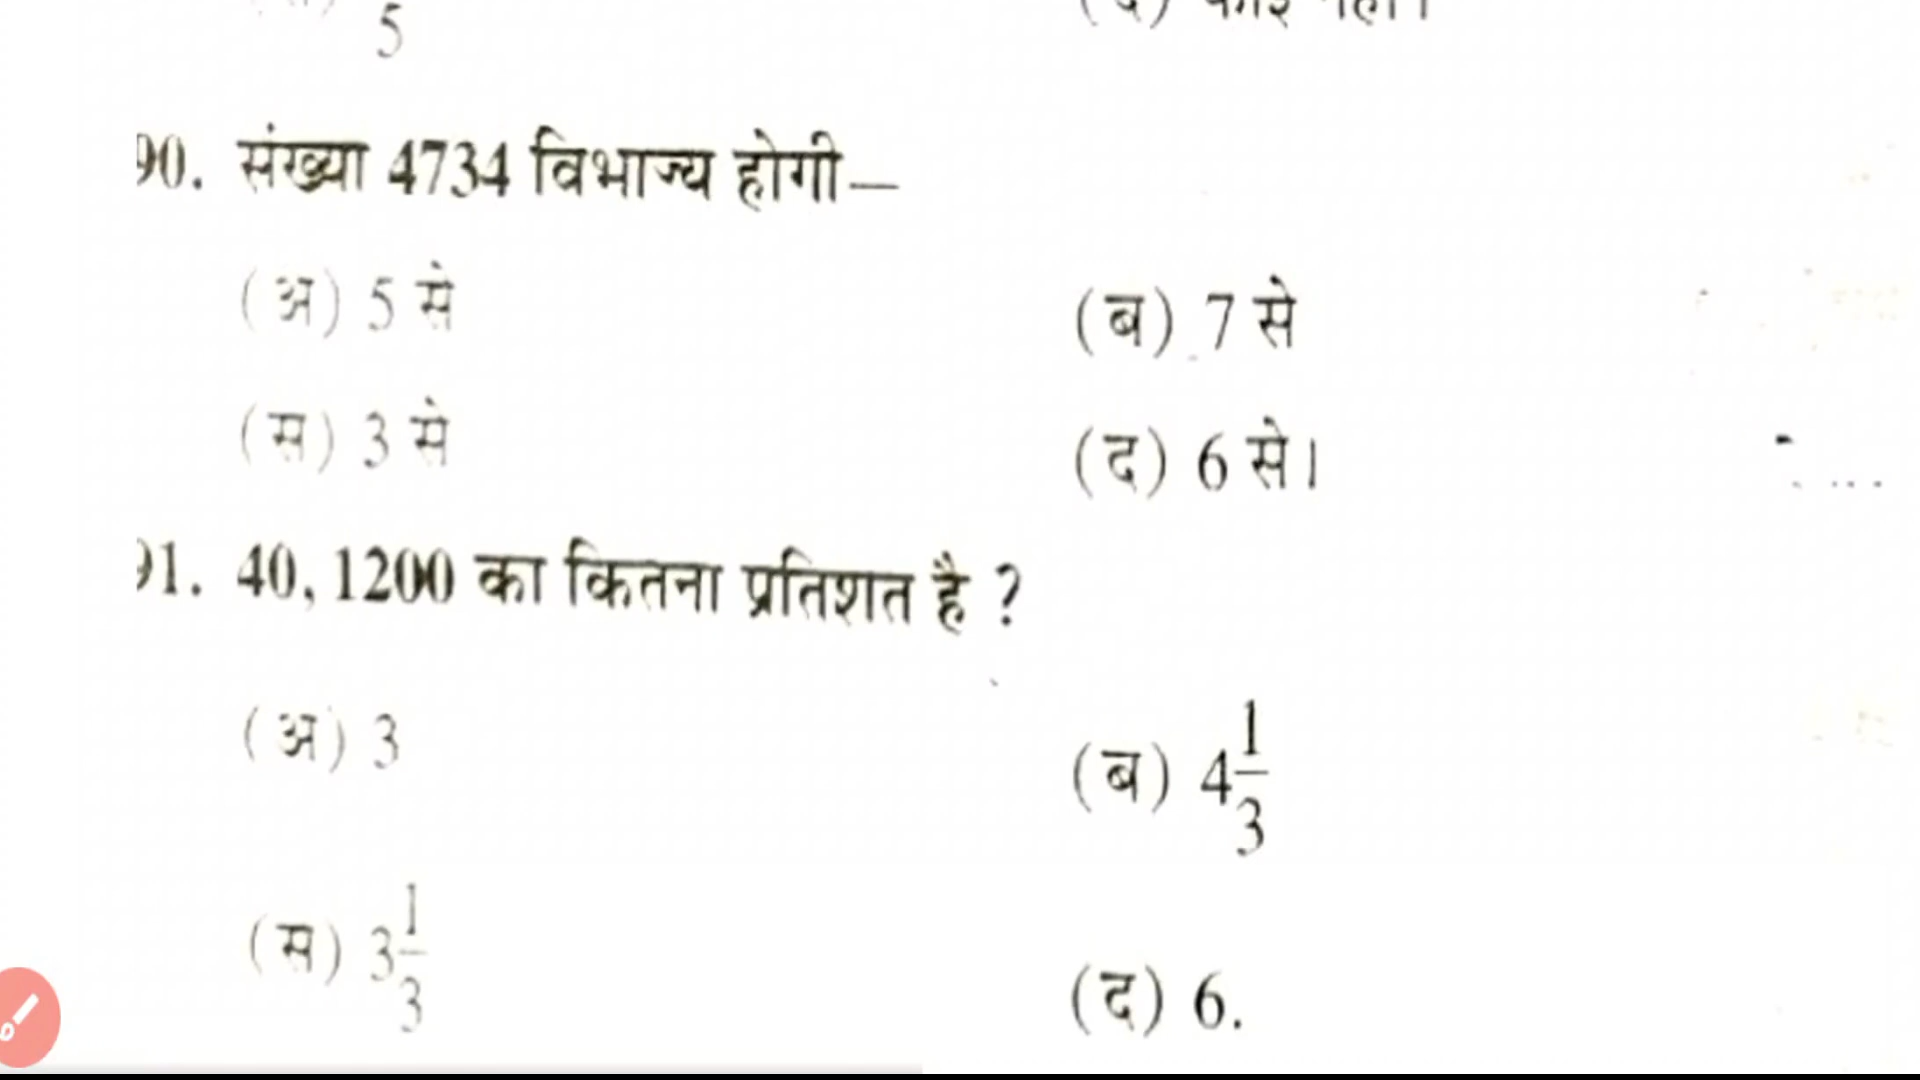 5
90. संख्या 4734 विभाज्य होगी—
(अ) 5 से (ब) 7 से
(स) 3 से (द) 6 से।
91. 40, 1200 का कितना प्रतिशत है ?
(अ) 3 (ब) 4 1/3
(स) 3 1/3 (द) 6.